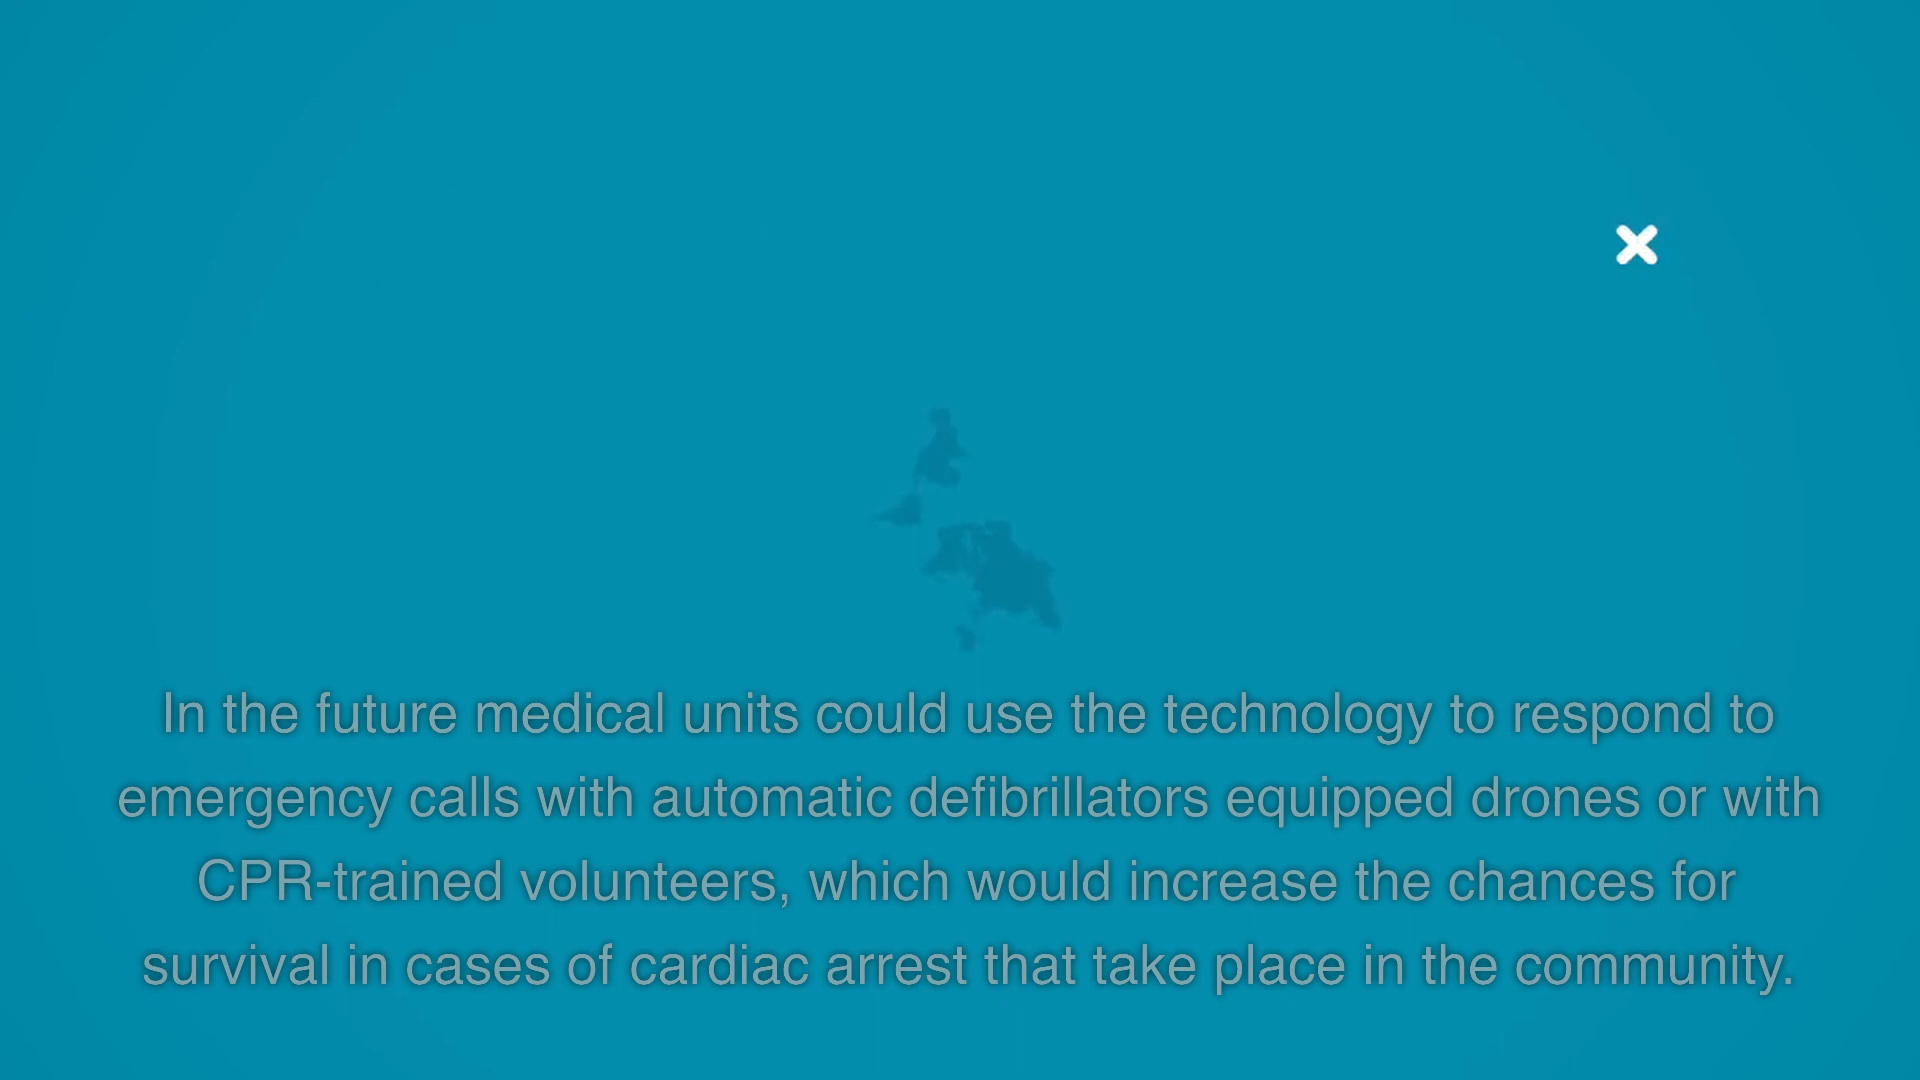 In the future medical units could use the technology to respond to
emergency calls with automatic defibrillators equipped drones or with
CPR-trained volunteers, which would increase the chances for
survival in cases of cardiac arrest that take place in the community.